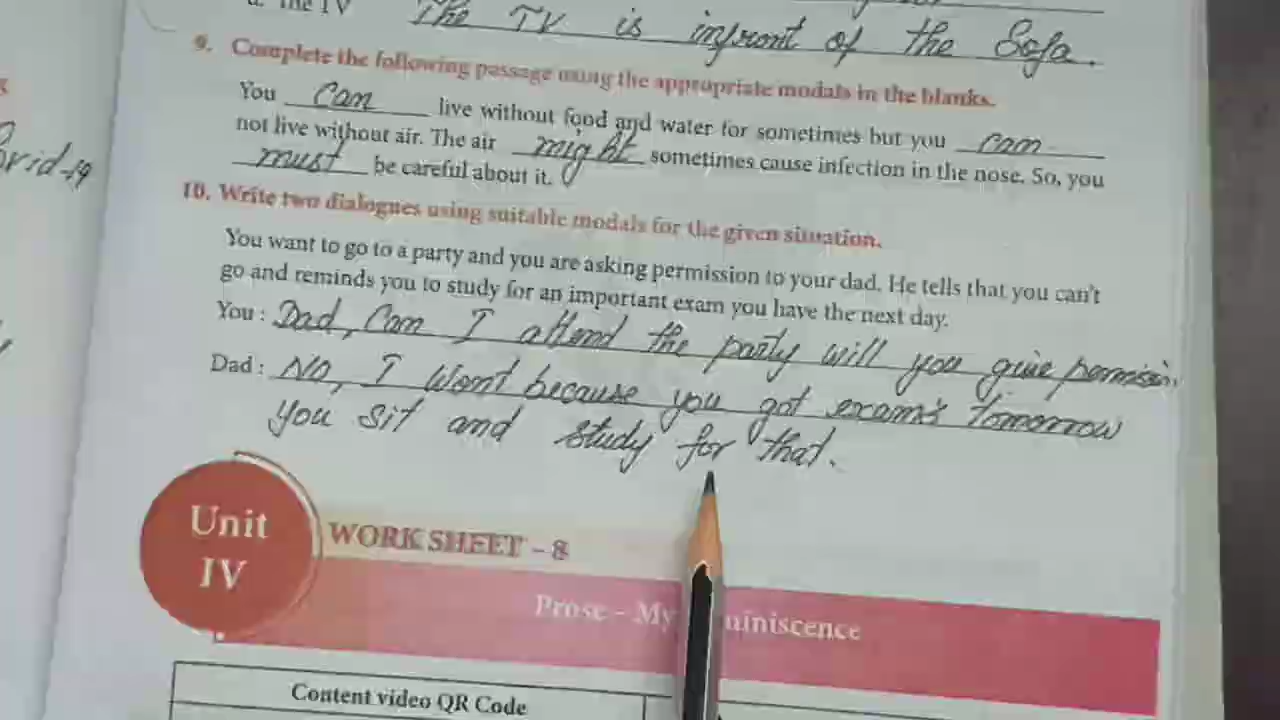 a. The TV The TV is infront of the Sofa.
9. Complete the following passage using the appropriate modals in the blanks.
You can live without food and water for sometimes but you can
not live without air. The air might sometimes cause infection in the nose. So, you
must be careful about it.
10. Write two dialogues using suitable modals for the given situation.
You want to go to a party and you are asking permission to your dad. He tells that you can't
go and reminds you to study for an important exam you have the next day.
You : Dad, Can I attend the party will you give permission.
Dad : No, I Won't because you got exam's tomorrow
You sit and study for that.
Unit
IV
WORK SHEET – 8
Prose – My
Content video QR Code